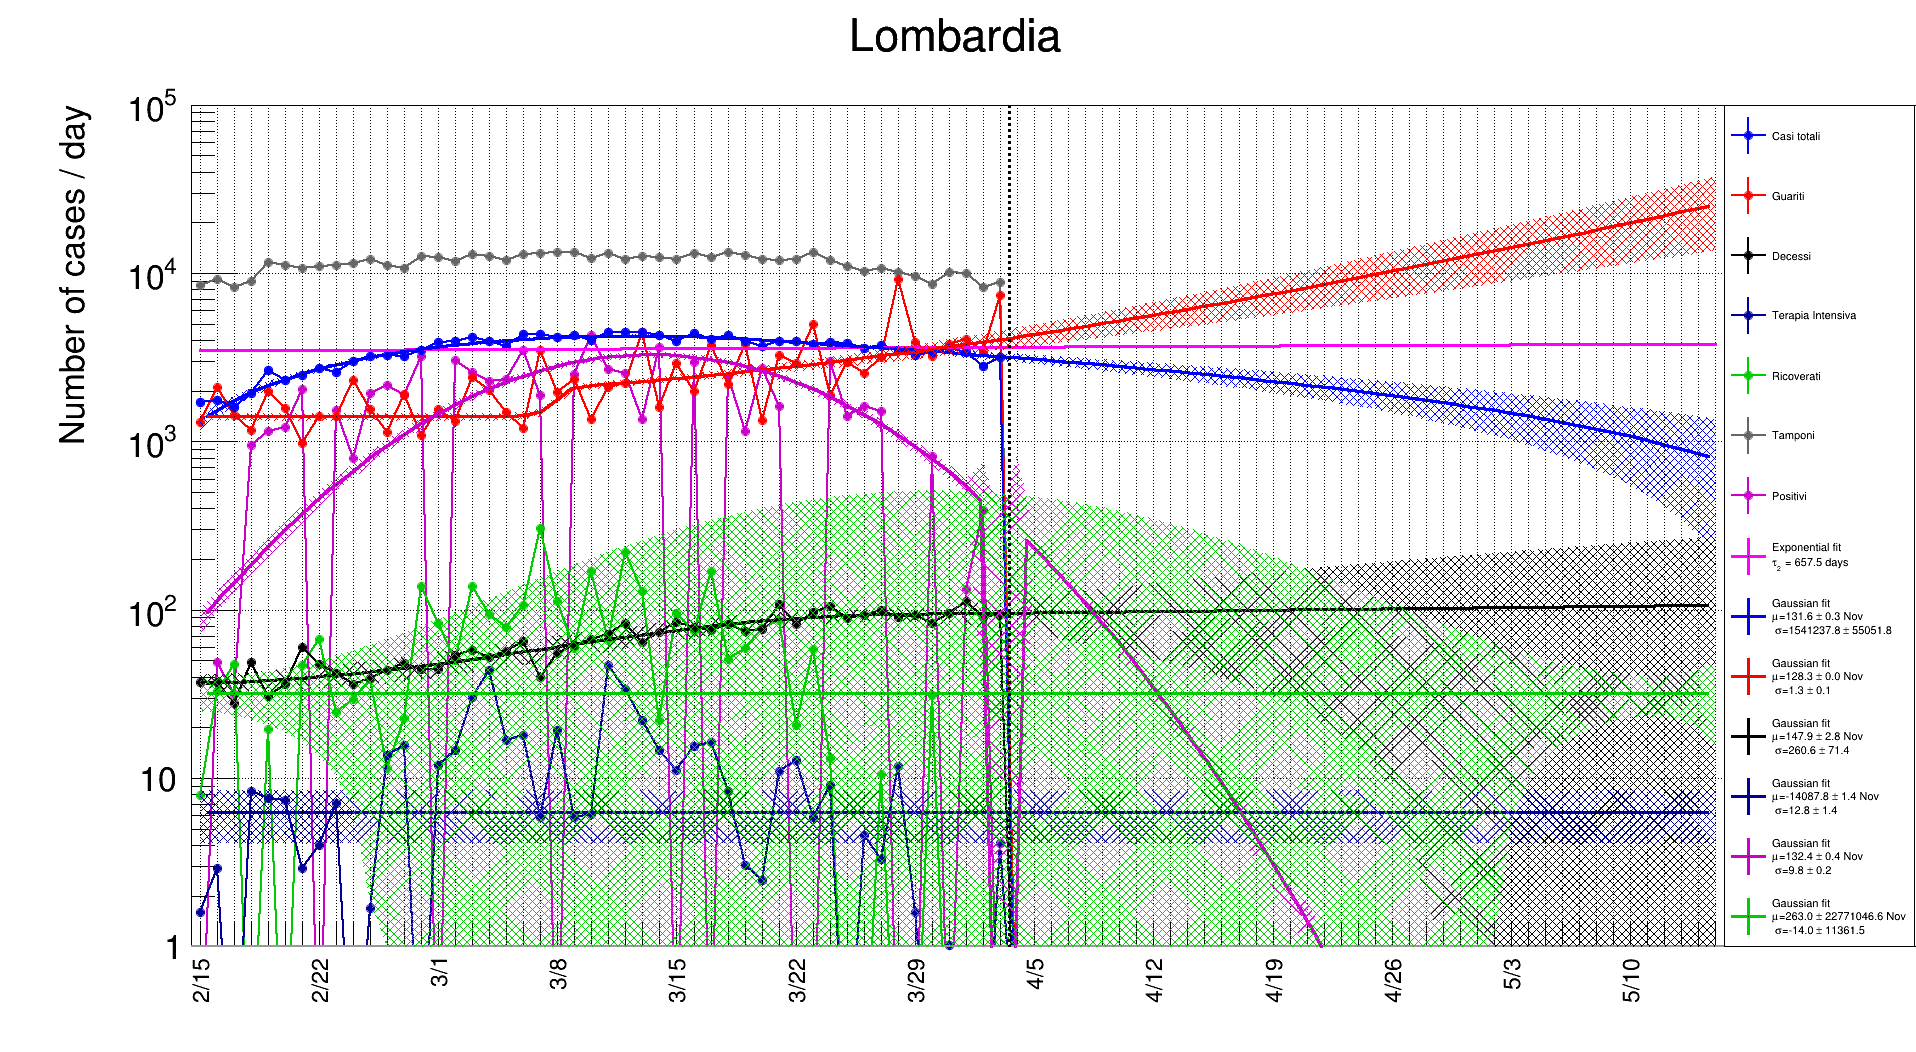 Lombardia
Number of cases / day
10^5
10^4
10^3
10^2
10
1
2/15
2/22
3/1
3/8
3/15
3/22
3/29
4/5
4/12
4/19
4/26
5/3
5/10
Casi totali
Guariti
Decessi
Terapia Intensiva
Ricoverati
Tamponi
Positivi
Exponential fit
τ₂ = 657.5 days
Gaussian fit
μ=131.6 ± 0.3 Nov
σ=1541237.8 ± 55051.8
Gaussian fit
μ=128.3 ± 0.0 Nov
σ=1.3 ± 0.1
Gaussian fit
μ=147.9 ± 2.8 Nov
σ=260.6 ± 71.4
Gaussian fit
μ=-14087.8 ± 1.4 Nov
σ=12.8 ± 1.4
Gaussian fit
μ=132.4 ± 0.4 Nov
σ=9.8 ± 0.2
Gaussian fit
μ=263.0 ± 22771046.6 Nov
σ=-14.0 ± 11361.5